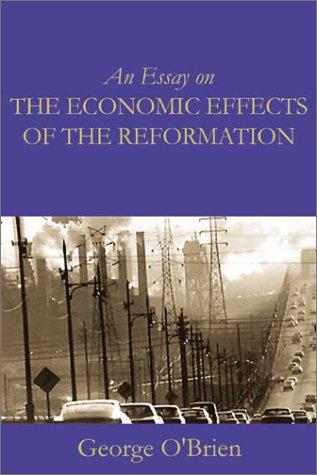 An Essay on
THE ECONOMIC EFFECTS
OF THE REFORMATION
George O'Brien